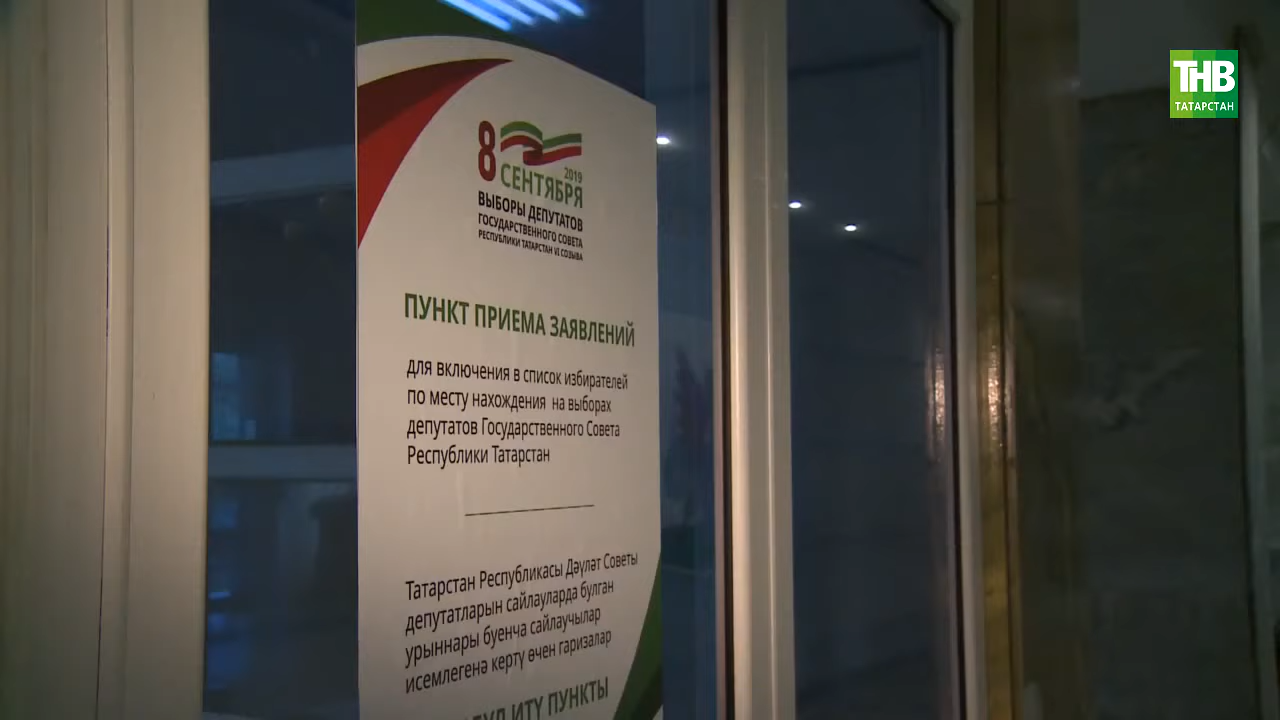 ТНВ
ТАТАРСТАН
8
2019
СЕНТЯБРЯ
ВЫБОРЫ ДЕПУТАТОВ
ГОСУДАРСТВЕННОГО СОВЕТА
РЕСПУБЛИКИ ТАТАРСТАН VI СОЗЫВА
ПУНКТ ПРИЕМА ЗАЯВЛЕНИЙ
для включения в список избирателей
по месту нахождения на выборах
депутатов Государственного Совета
Республики Татарстан
Татарстан Республикасы Дәүләт Советы
депутатларын сайлауларда булган
урыннары буенча сайлаучылар
исемлегенә кертү өчен гаризалар
ИТҮ ПУНКТЫ